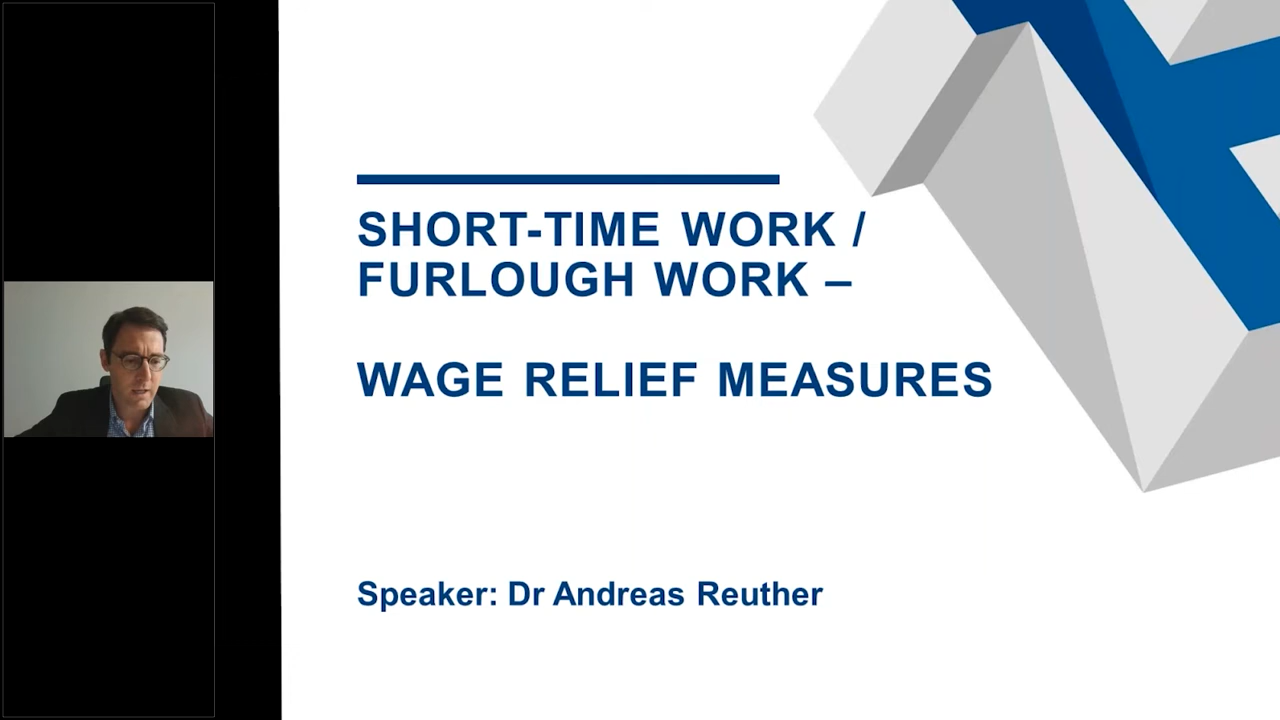 SHORT-TIME WORK /
FURLOUGH WORK –
WAGE RELIEF MEASURES
Speaker: Dr Andreas Reuther